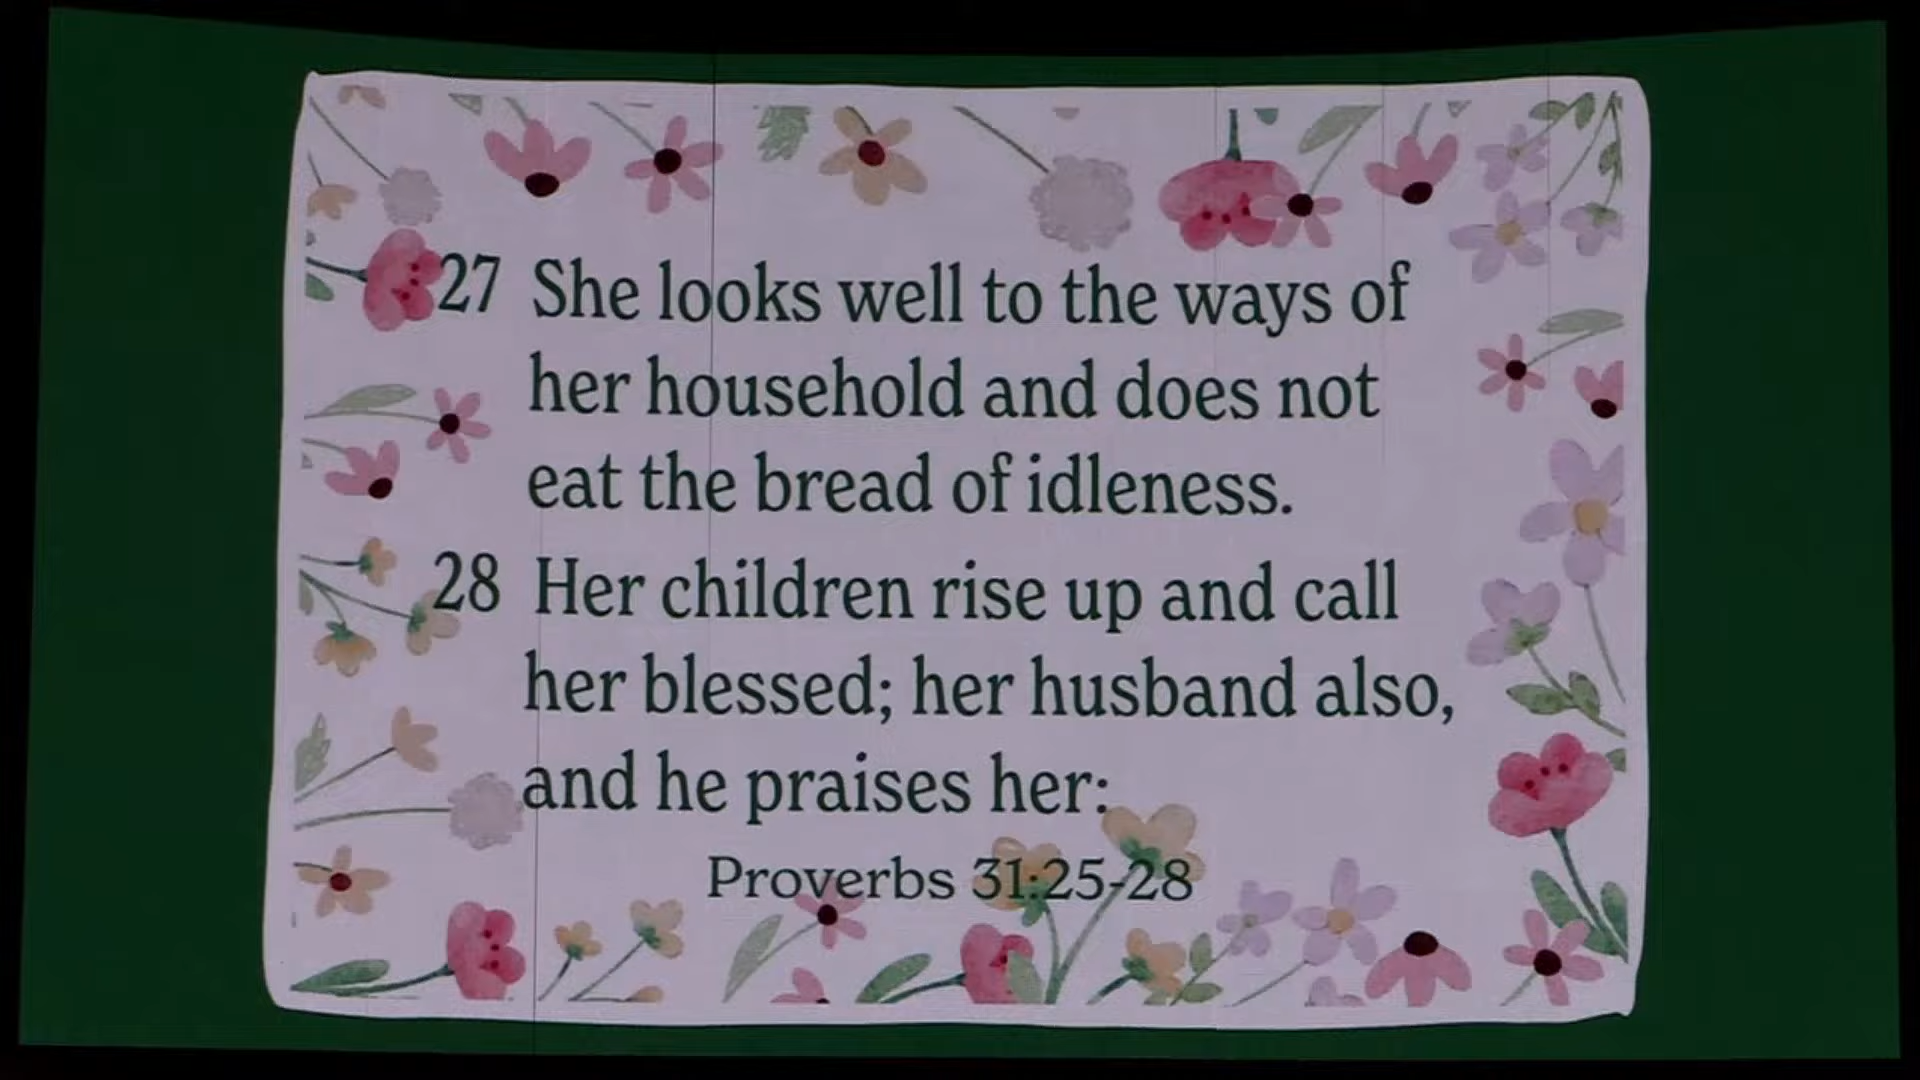 27 She looks well to the ways of
her household and does not
eat the bread of idleness.
28 Her children rise up and call
her blessed; her husband also,
and he praises her:
Proverbs 31:25-28